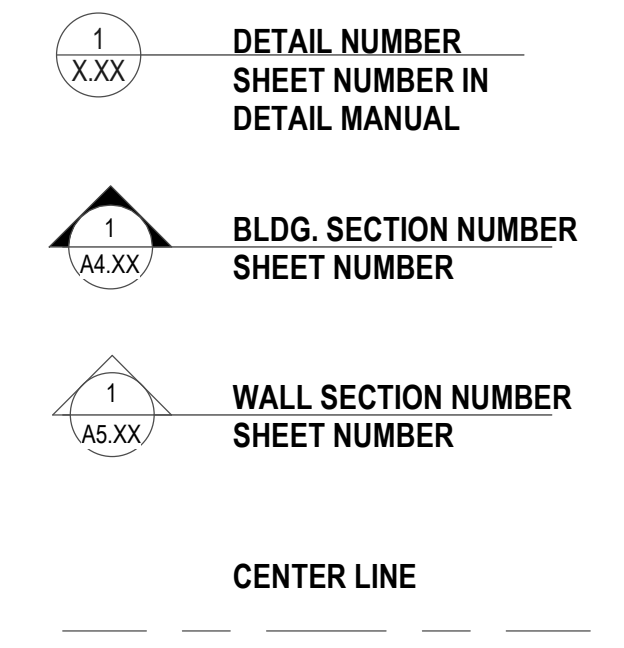 1
X.XX
DETAIL NUMBER
SHEET NUMBER IN
DETAIL MANUAL
1
A4.XX
BLDG. SECTION NUMBER
SHEET NUMBER
1
A5.XX
WALL SECTION NUMBER
SHEET NUMBER
CENTER LINE